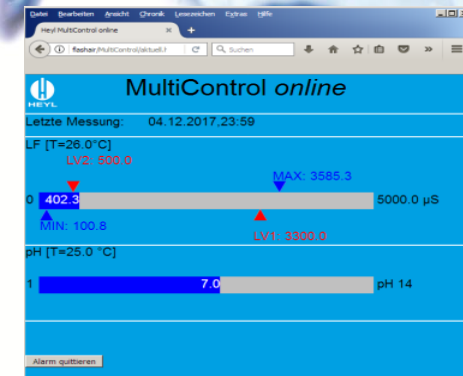 Datei Bearbeiten Ansicht Chronik Lesezeichen Extras Hilfe
Heyl MultiControl online × +
flashair/MultiControl/aktuell.h Suchen
HEYL MultiControl online
Letzte Messung: 04.12.2017,23:59
LF [T=26.0°C]
LV2: 500.0
MAX: 3585.3
0 402.3 5000.0 µS
MIN: 100.8
LV1: 3300.0
pH [T=25.0 °C]
1 7.0 pH 14
Alarm quittieren